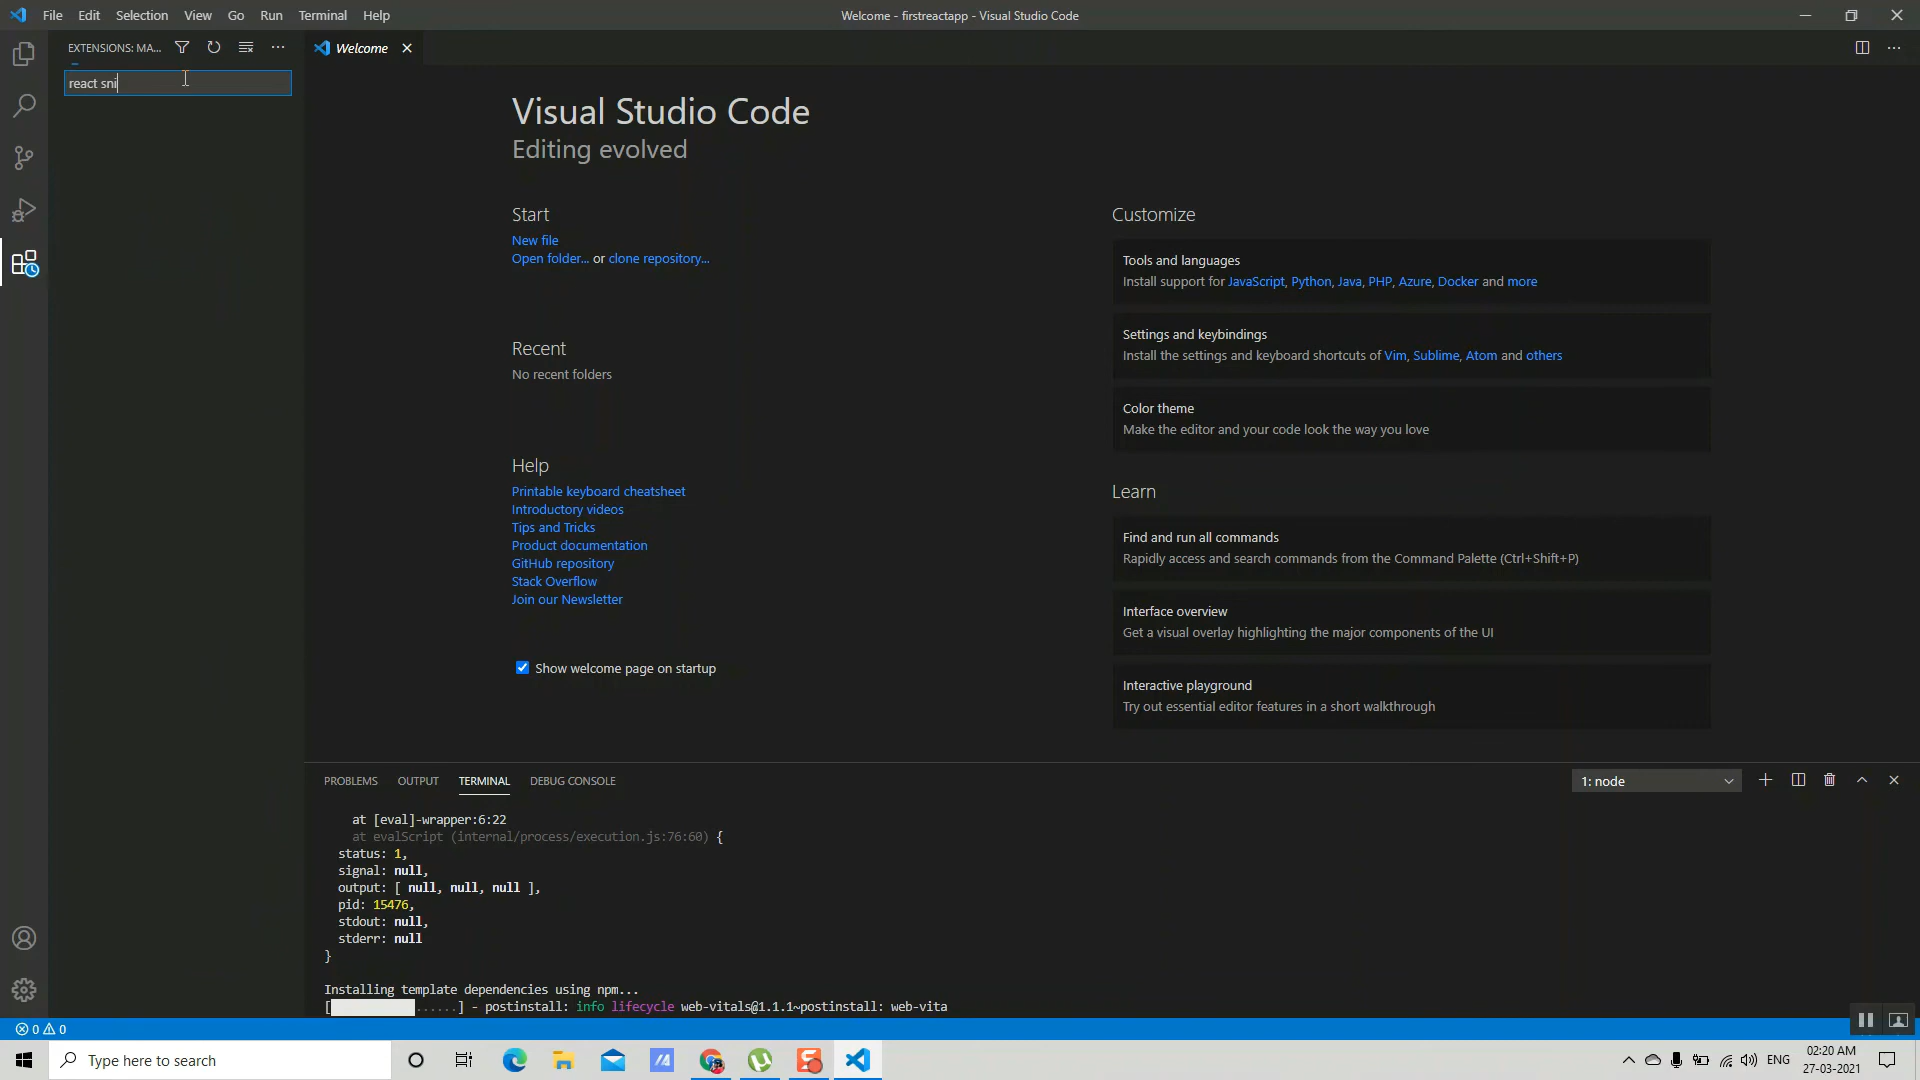 File Edit Selection View Go Run Terminal Help
Welcome - firstreactapp - Visual Studio Code
EXTENSIONS: MA...
Welcome
react sni
Visual Studio Code
Editing evolved
Start
New file
Open folder... or clone repository...
Recent
No recent folders
Help
Printable keyboard cheatsheet
Introductory videos
Tips and Tricks
Product documentation
GitHub repository
Stack Overflow
Join our Newsletter
Show welcome page on startup
Customize
Tools and languages
Install support for JavaScript, Python, Java, PHP, Azure, Docker and more
Settings and keybindings
Install the settings and keyboard shortcuts of Vim, Sublime, Atom and others
Color theme
Make the editor and your code look the way you love
Learn
Find and run all commands
Rapidly access and search commands from the Command Palette (Ctrl+Shift+P)
Interface overview
Get a visual overlay highlighting the major components of the UI
Interactive playground
Try out essential editor features in a short walkthrough
PROBLEMS OUTPUT TERMINAL DEBUG CONSOLE
1: node
at [eval]-wrapper:6:22
at evalScript (internal/process/execution.js:76:60) {
status: 1,
signal: null,
output: [ null, null, null ],
pid: 15476,
stdout: null,
stderr: null
}
Installing template dependencies using npm...
[ ......] - postinstall: info lifecycle web-vitals@1.1.1~postinstall: web-vita
0 0
Type here to search
ENG
02:20 AM
27-03-2021